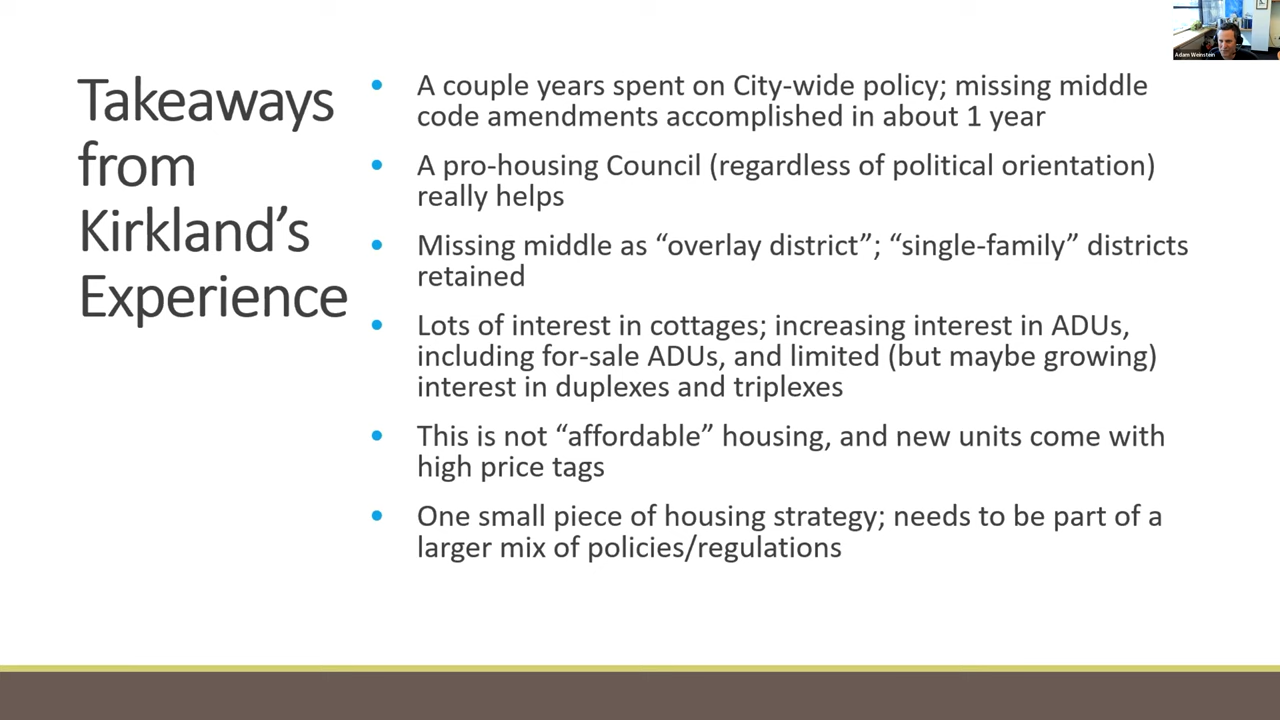 Takeaways
from
Kirkland’s
Experience
• A couple years spent on City-wide policy; missing middle
code amendments accomplished in about 1 year
• A pro-housing Council (regardless of political orientation)
really helps
• Missing middle as “overlay district”; “single-family” districts
retained
• Lots of interest in cottages; increasing interest in ADUs,
including for-sale ADUs, and limited (but maybe growing)
interest in duplexes and triplexes
• This is not “affordable” housing, and new units come with
high price tags
• One small piece of housing strategy; needs to be part of a
larger mix of policies/regulations
Adam Weinstein